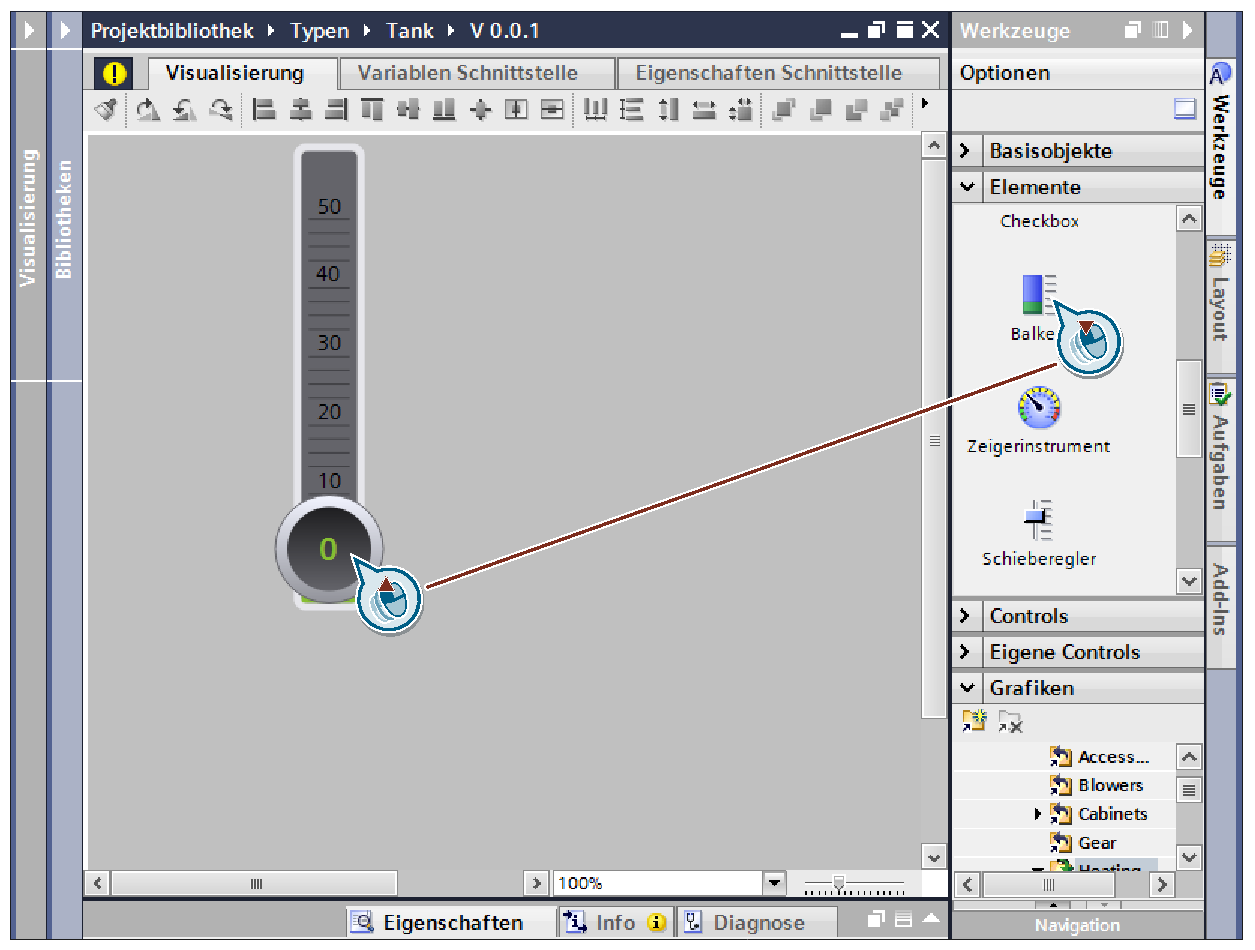 Projektbibliothek ▸ Typen ▸ Tank ▸ V 0.0.1
Visualisierung
Variablen Schnittstelle
Eigenschaften Schnittstelle
Visualisierung
Bibliotheken
50
40
30
20
10
0
100%
Eigenschaften
Info
Diagnose
Werkzeuge
Optionen
Basisobjekte
Elemente
Checkbox
Balke
Zeigerinstrument
Schieberegler
Controls
Eigene Controls
Grafiken
Access...
Blowers
Cabinets
Gear
Heating
Navigation
Werkzeuge
Layout
Aufgaben
Add-Ins